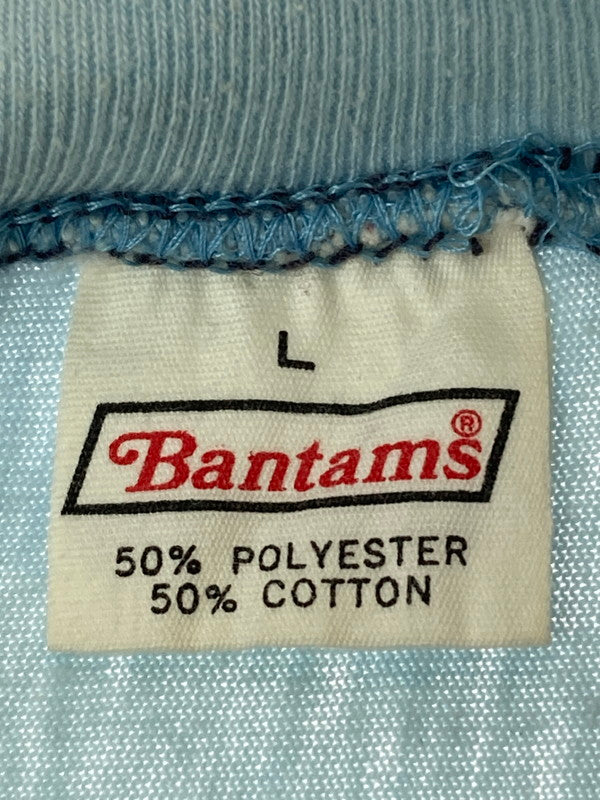 L
Bantams®
50% POLYESTER
50% COTTON